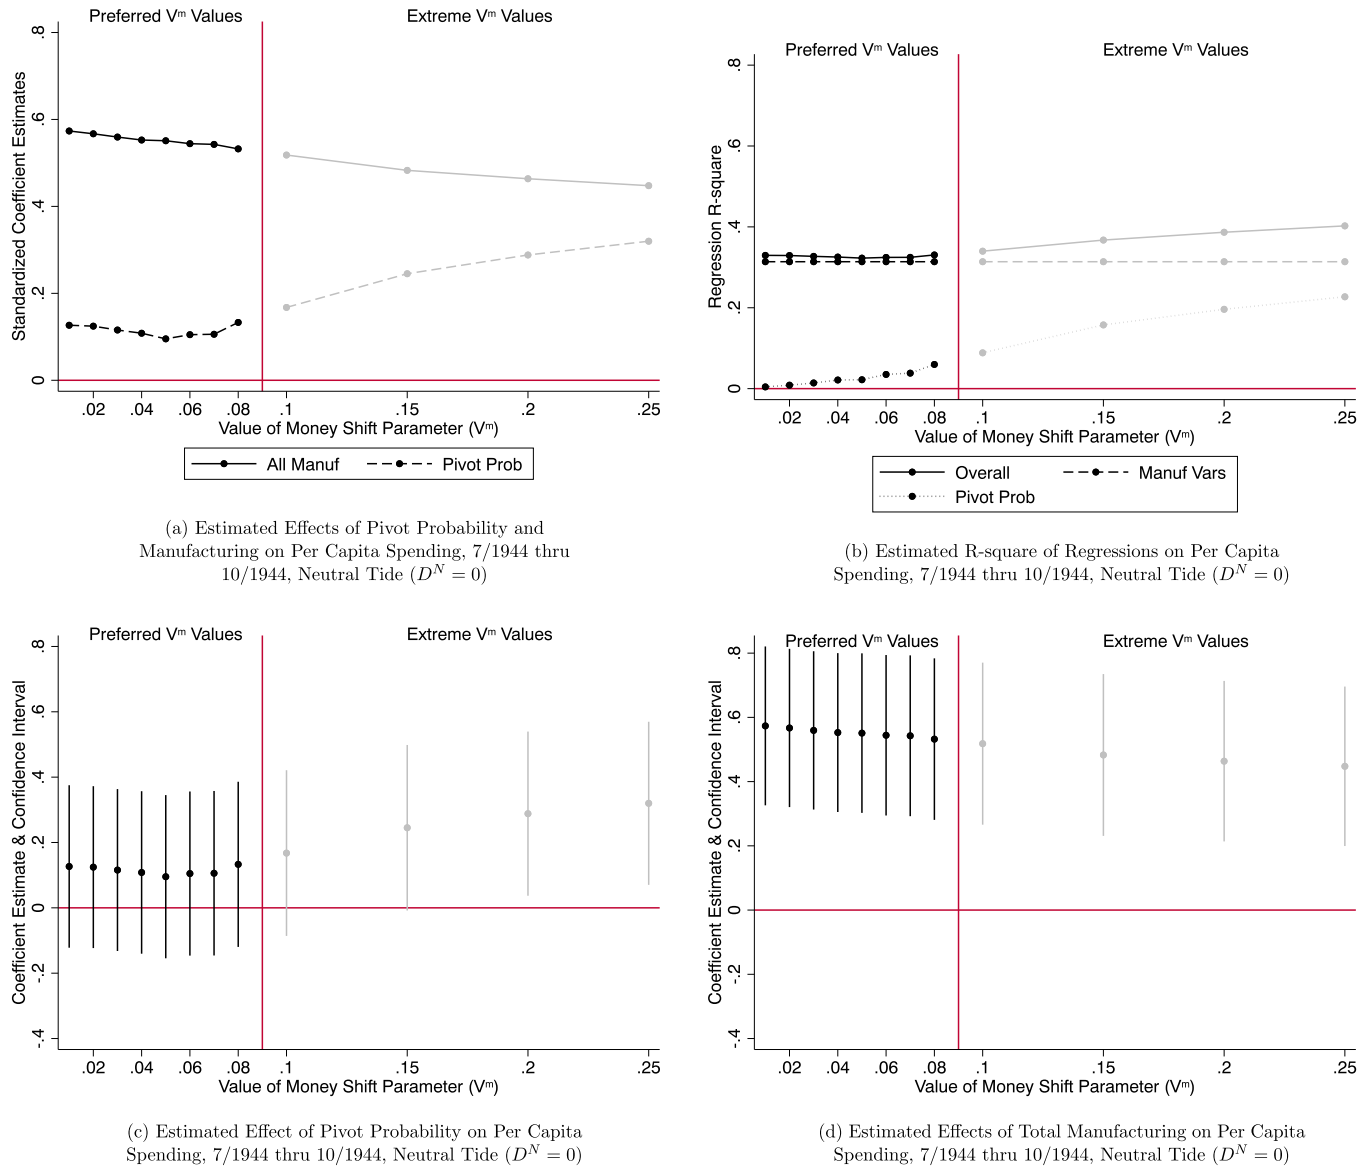 Preferred Vᵐ Values
Extreme Vᵐ Values
Standardized Coefficient Estimates
.8
.6
.4
.2
0
.02
.04
.06
.08
.1
.15
.2
.25
Value of Money Shift Parameter (Vᵐ)
All Manuf
Pivot Prob
(a) Estimated Effects of Pivot Probability and
Manufacturing on Per Capita Spending, 7/1944 thru
10/1944, Neutral Tide (Dᴺ = 0)
Preferred Vᵐ Values
Extreme Vᵐ Values
Regression R-square
.8
.6
.4
.2
0
.02
.04
.06
.08
.1
.15
.2
.25
Value of Money Shift Parameter (Vᵐ)
Overall
Manuf Vars
Pivot Prob
(b) Estimated R-square of Regressions on Per Capita
Spending, 7/1944 thru 10/1944, Neutral Tide (Dᴺ = 0)
Preferred Vᵐ Values
Extreme Vᵐ Values
Coefficient Estimate & Confidence Interval
.8
.6
.4
.2
0
-.2
-.4
.02
.04
.06
.08
.1
.15
.2
.25
Value of Money Shift Parameter (Vᵐ)
(c) Estimated Effect of Pivot Probability on Per Capita
Spending, 7/1944 thru 10/1944, Neutral Tide (Dᴺ = 0)
Preferred Vᵐ Values
Extreme Vᵐ Values
Coefficient Estimate & Confidence Interval
.8
.6
.4
.2
0
-.2
-.4
.02
.04
.06
.08
.1
.15
.2
.25
Value of Money Shift Parameter (Vᵐ)
(d) Estimated Effects of Total Manufacturing on Per Capita
Spending, 7/1944 thru 10/1944, Neutral Tide (Dᴺ = 0)